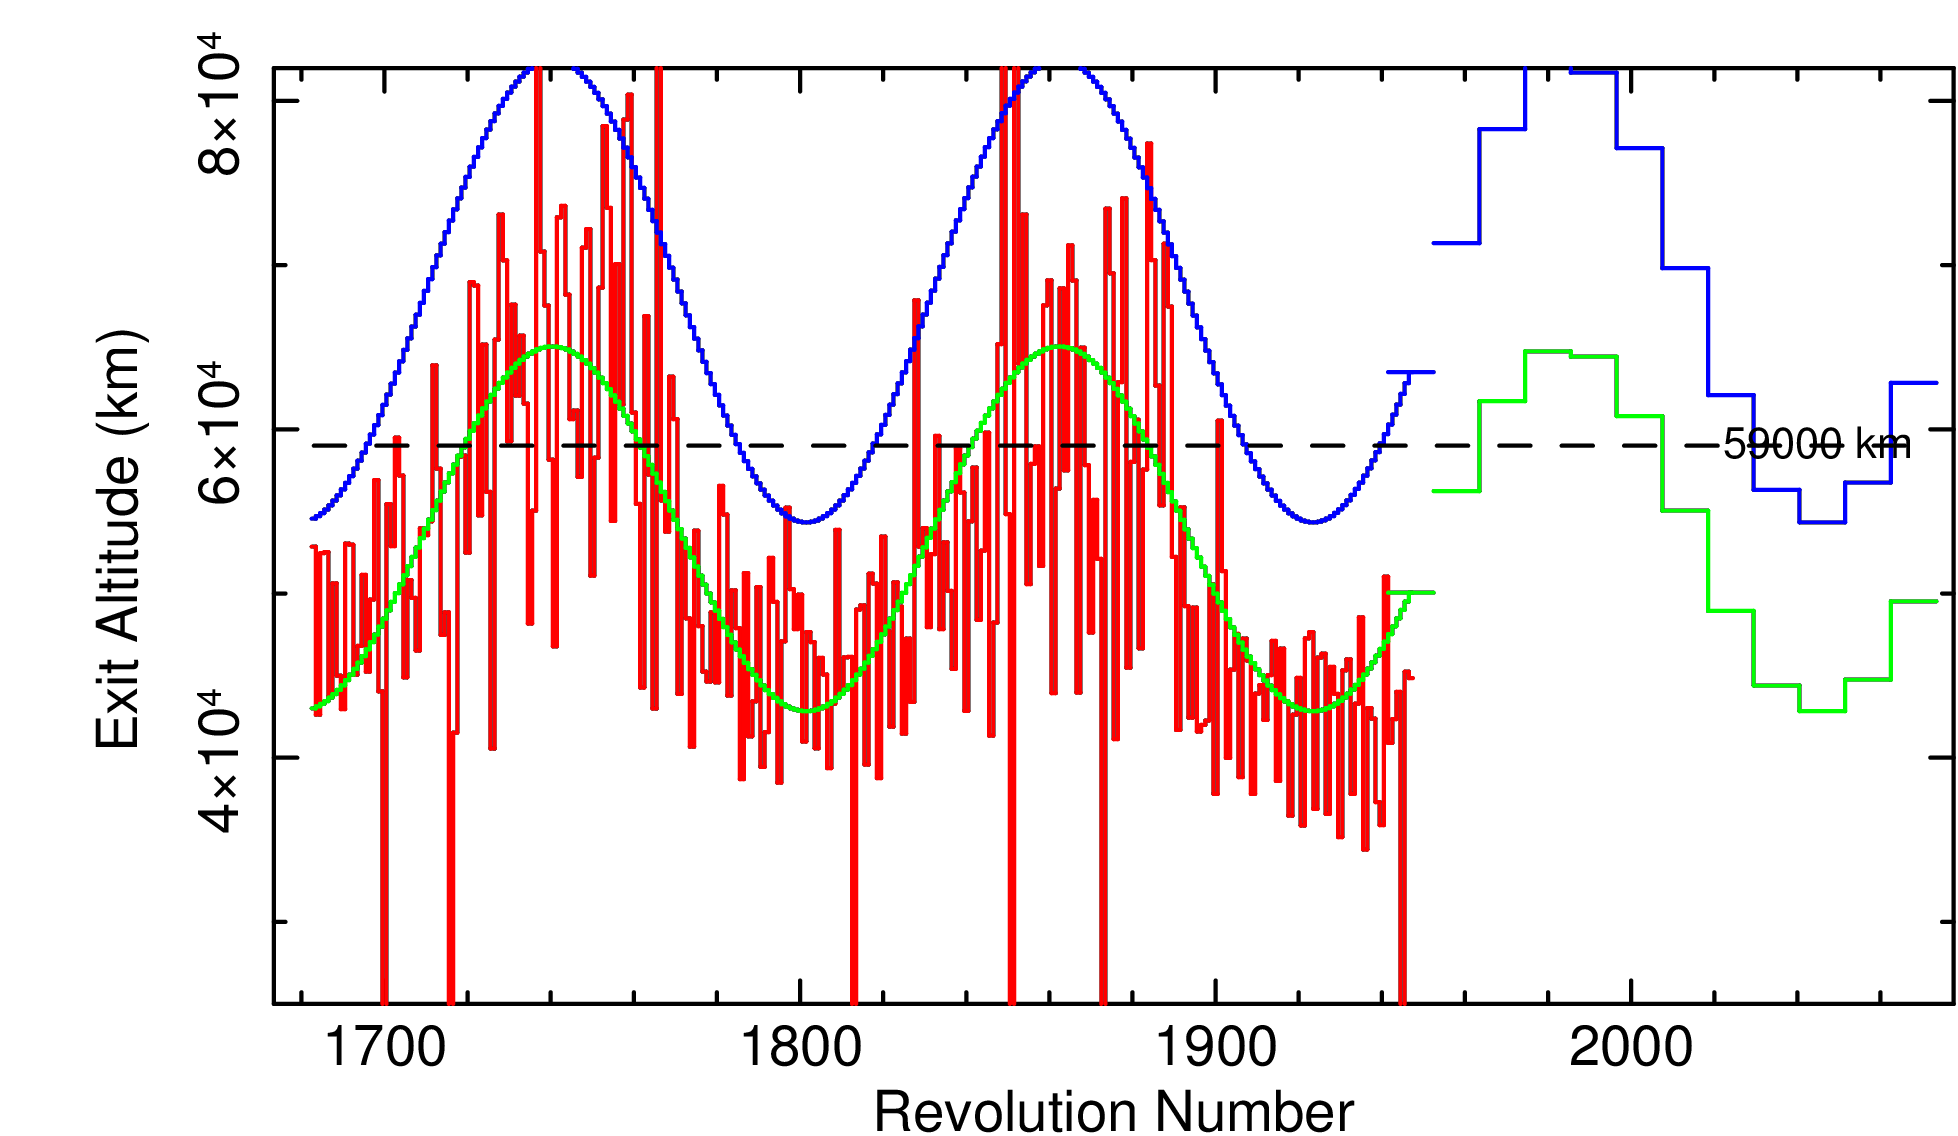 8×10⁴
6×10⁴
4×10⁴
Exit Altitude (km)
59000 km
1700 1800 1900 2000
Revolution Number